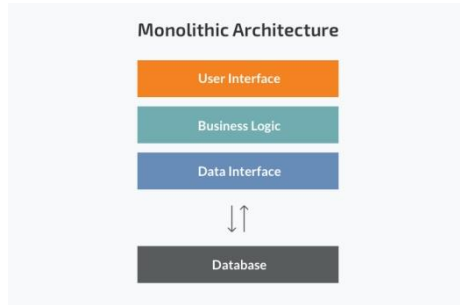 Monolithic Architecture
User Interface
Business Logic
Data Interface
Database